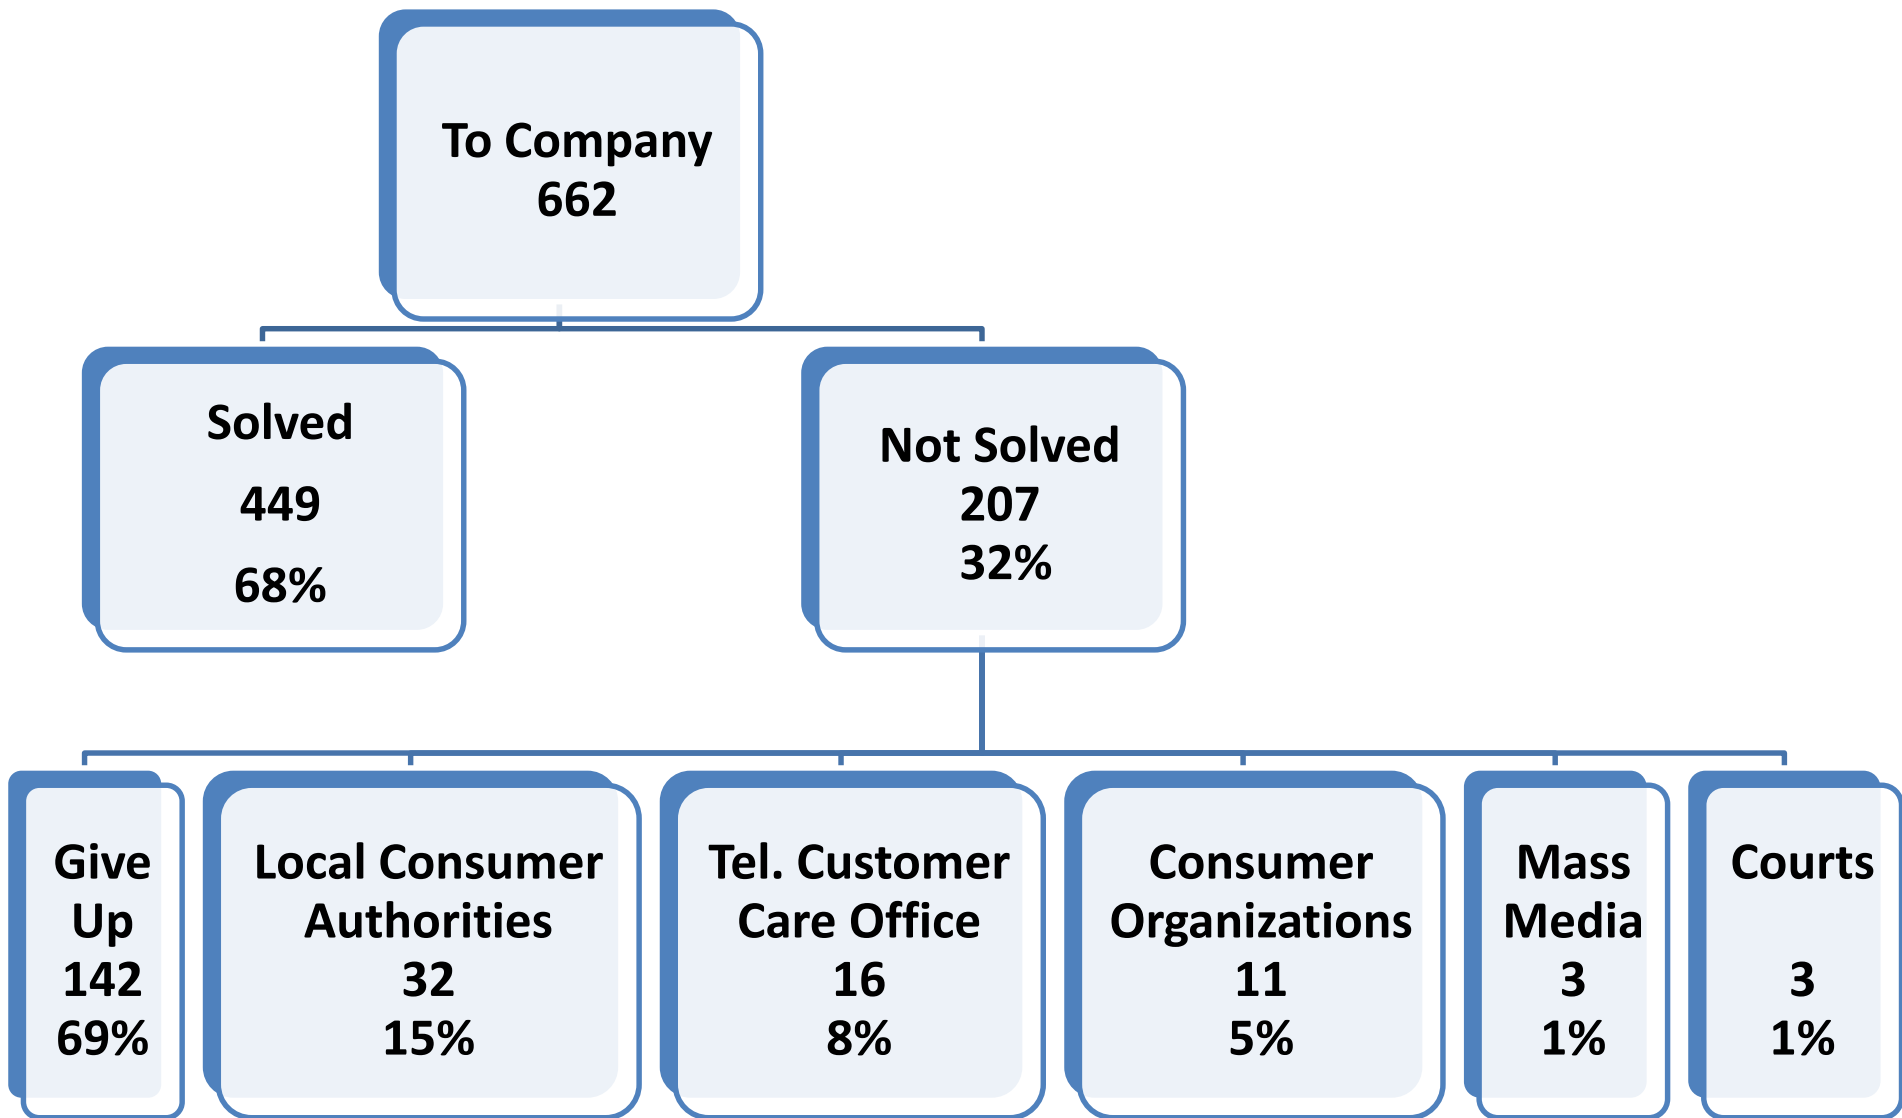 To Company
662
Solved
449
68%
Not Solved
207
32%
Give
Up
142
69%
Local Consumer
Authorities
32
15%
Tel. Customer
Care Office
16
8%
Consumer
Organizations
11
5%
Mass
Media
3
1%
Courts
3
1%